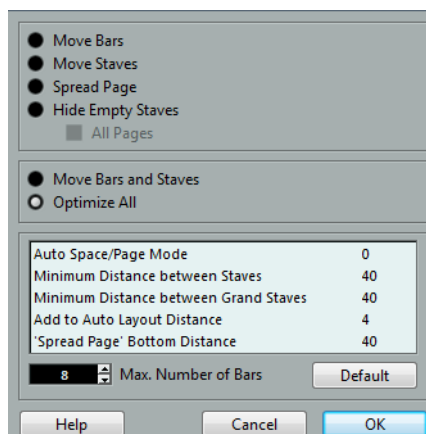 Move Bars
Move Staves
Spread Page
Hide Empty Staves
All Pages
Move Bars and Staves
Optimize All
Auto Space/Page Mode 0
Minimum Distance between Staves 40
Minimum Distance between Grand Staves 40
Add to Auto Layout Distance 4
'Spread Page' Bottom Distance 40
8 Max. Number of Bars Default
Help Cancel OK